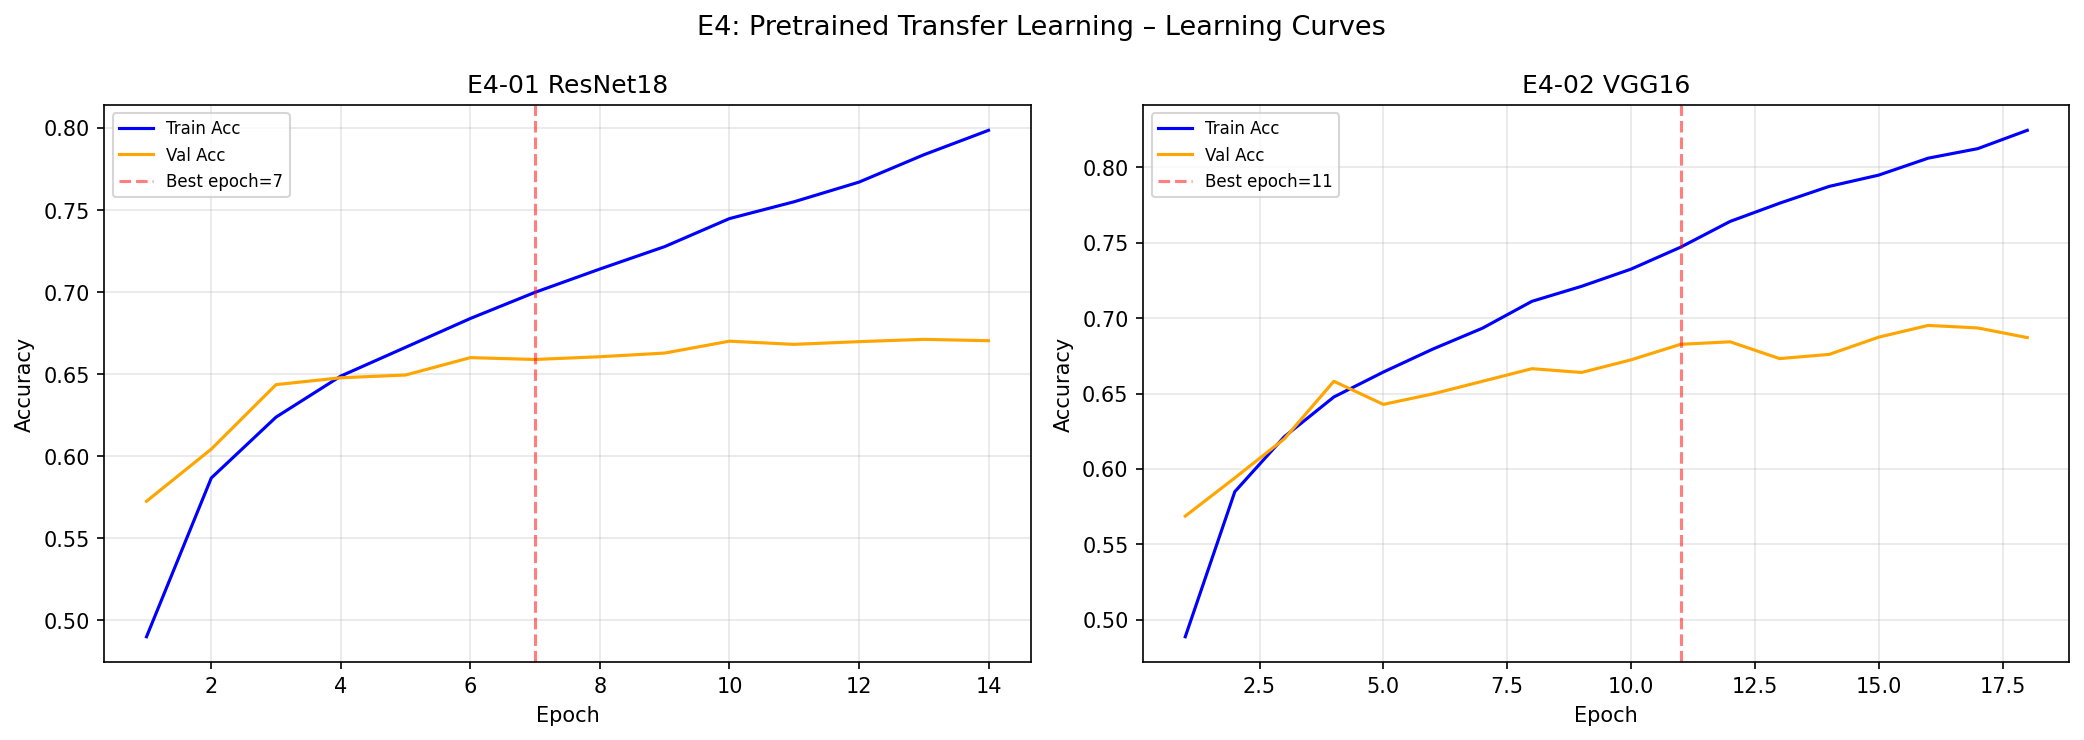 E4: Pretrained Transfer Learning – Learning Curves
E4-01 ResNet18
Train Acc
Val Acc
Best epoch=7
0.80
0.75
0.70
0.65
0.60
0.55
0.50
Accuracy
2
4
6
8
10
12
14
Epoch
E4-02 VGG16
Train Acc
Val Acc
Best epoch=11
0.80
0.75
0.70
0.65
0.60
0.55
0.50
Accuracy
2.5
5.0
7.5
10.0
12.5
15.0
17.5
Epoch